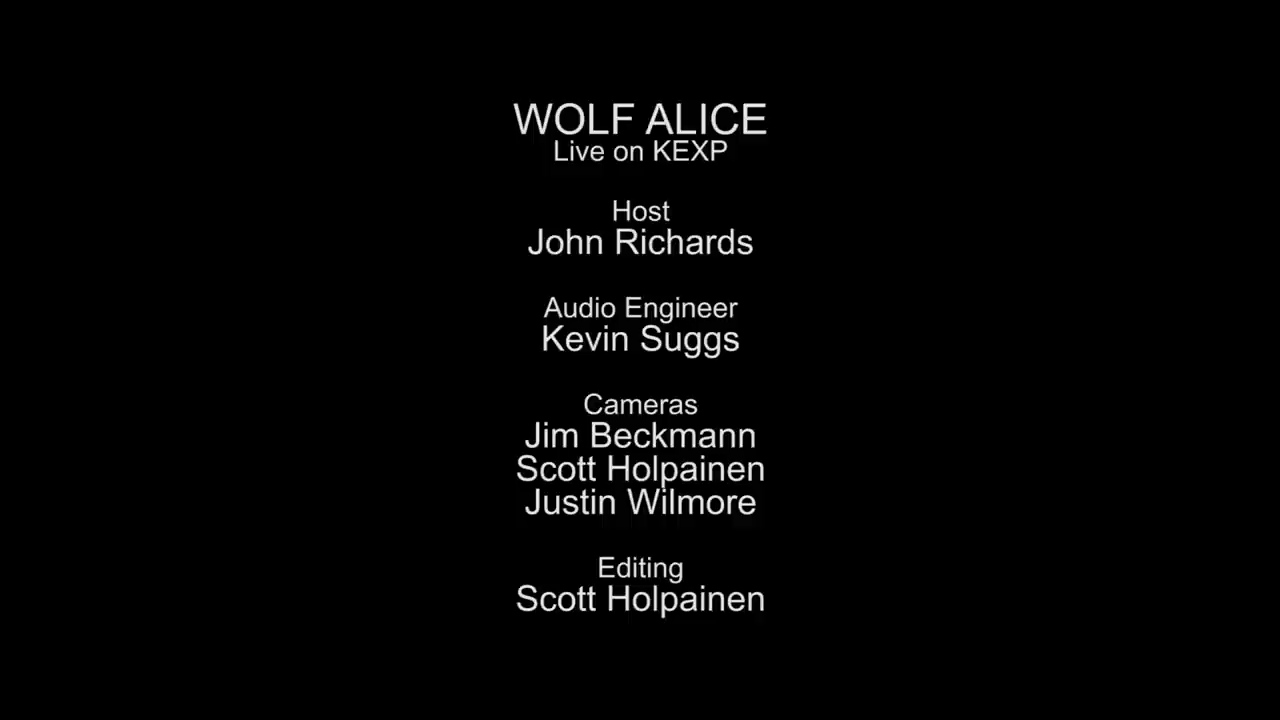 WOLF ALICE
Live on KEXP
Host
John Richards
Audio Engineer
Kevin Suggs
Cameras
Jim Beckmann
Scott Holpainen
Justin Wilmore
Editing
Scott Holpainen